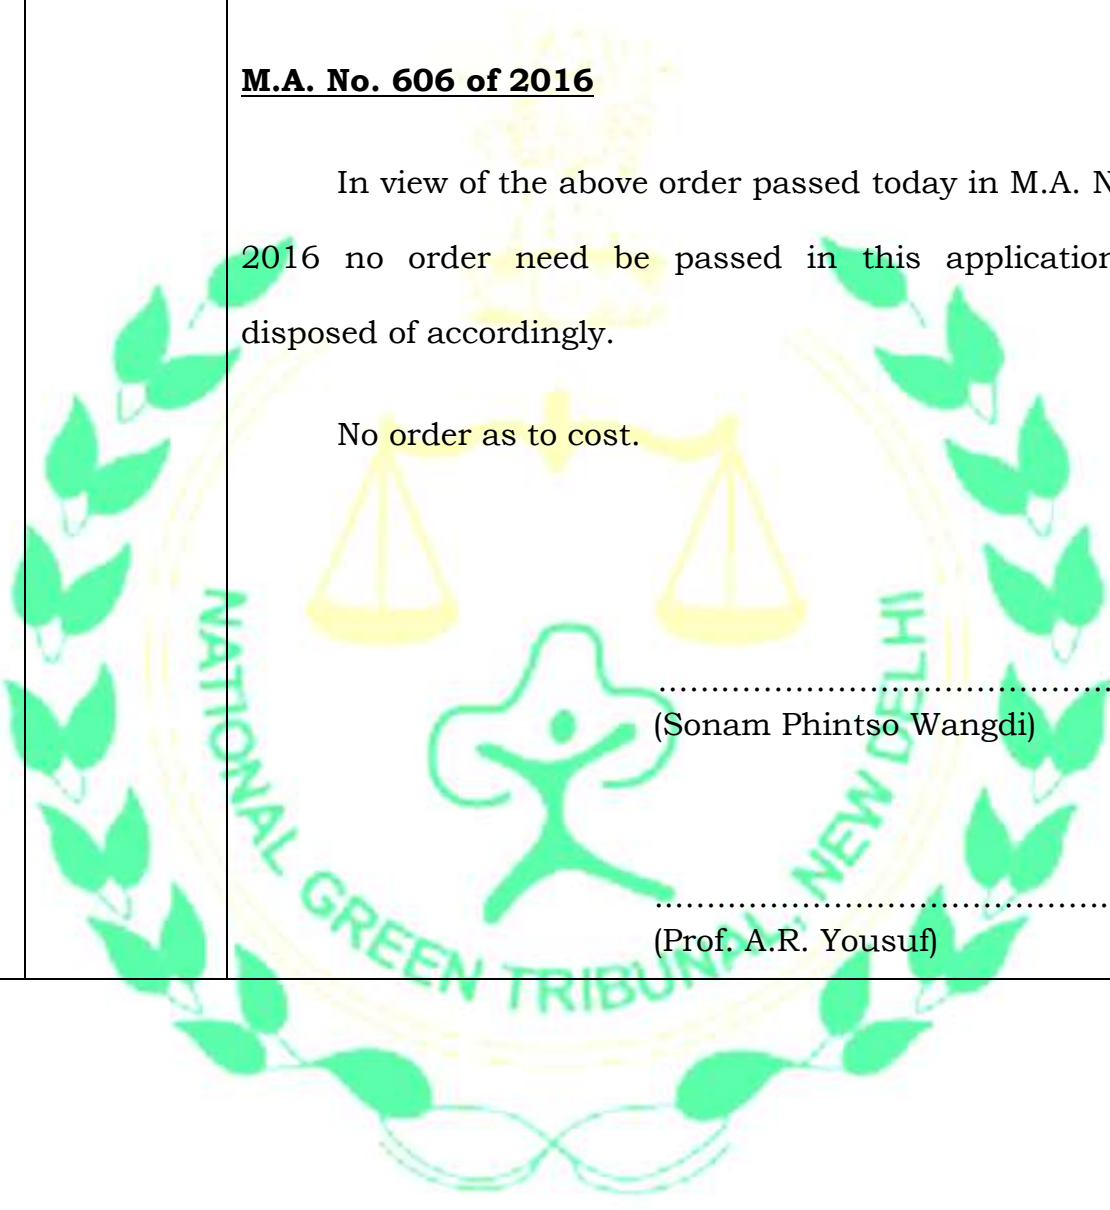 M.A. No. 606 of 2016
In view of the above order passed today in M.A.
2016 no order need be passed in this application
disposed of accordingly.
No order as to cost.
(Sonam Phintso Wangdi)
(Prof. A.R. Yousuf)
NATIONAL GREEN TRIBUNAL, NEW DELHI